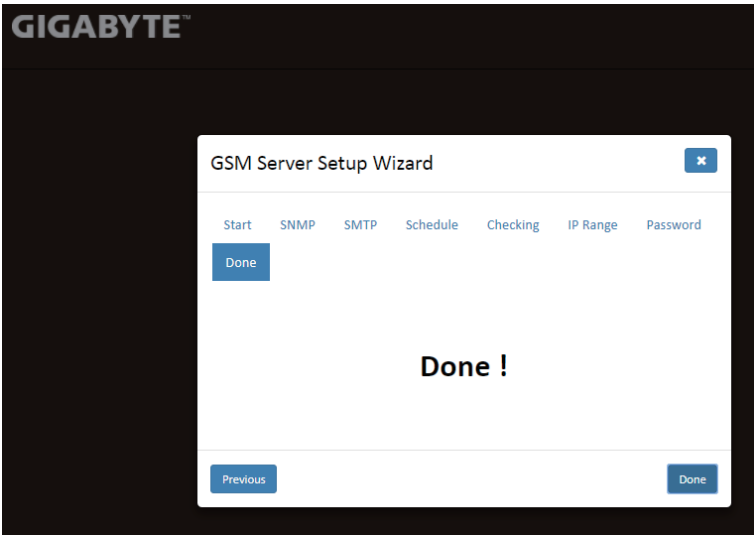 GIGABYTE™
GSM Server Setup Wizard
Start SNMP SMTP Schedule Checking IP Range Password
Done
Done !
Previous Done